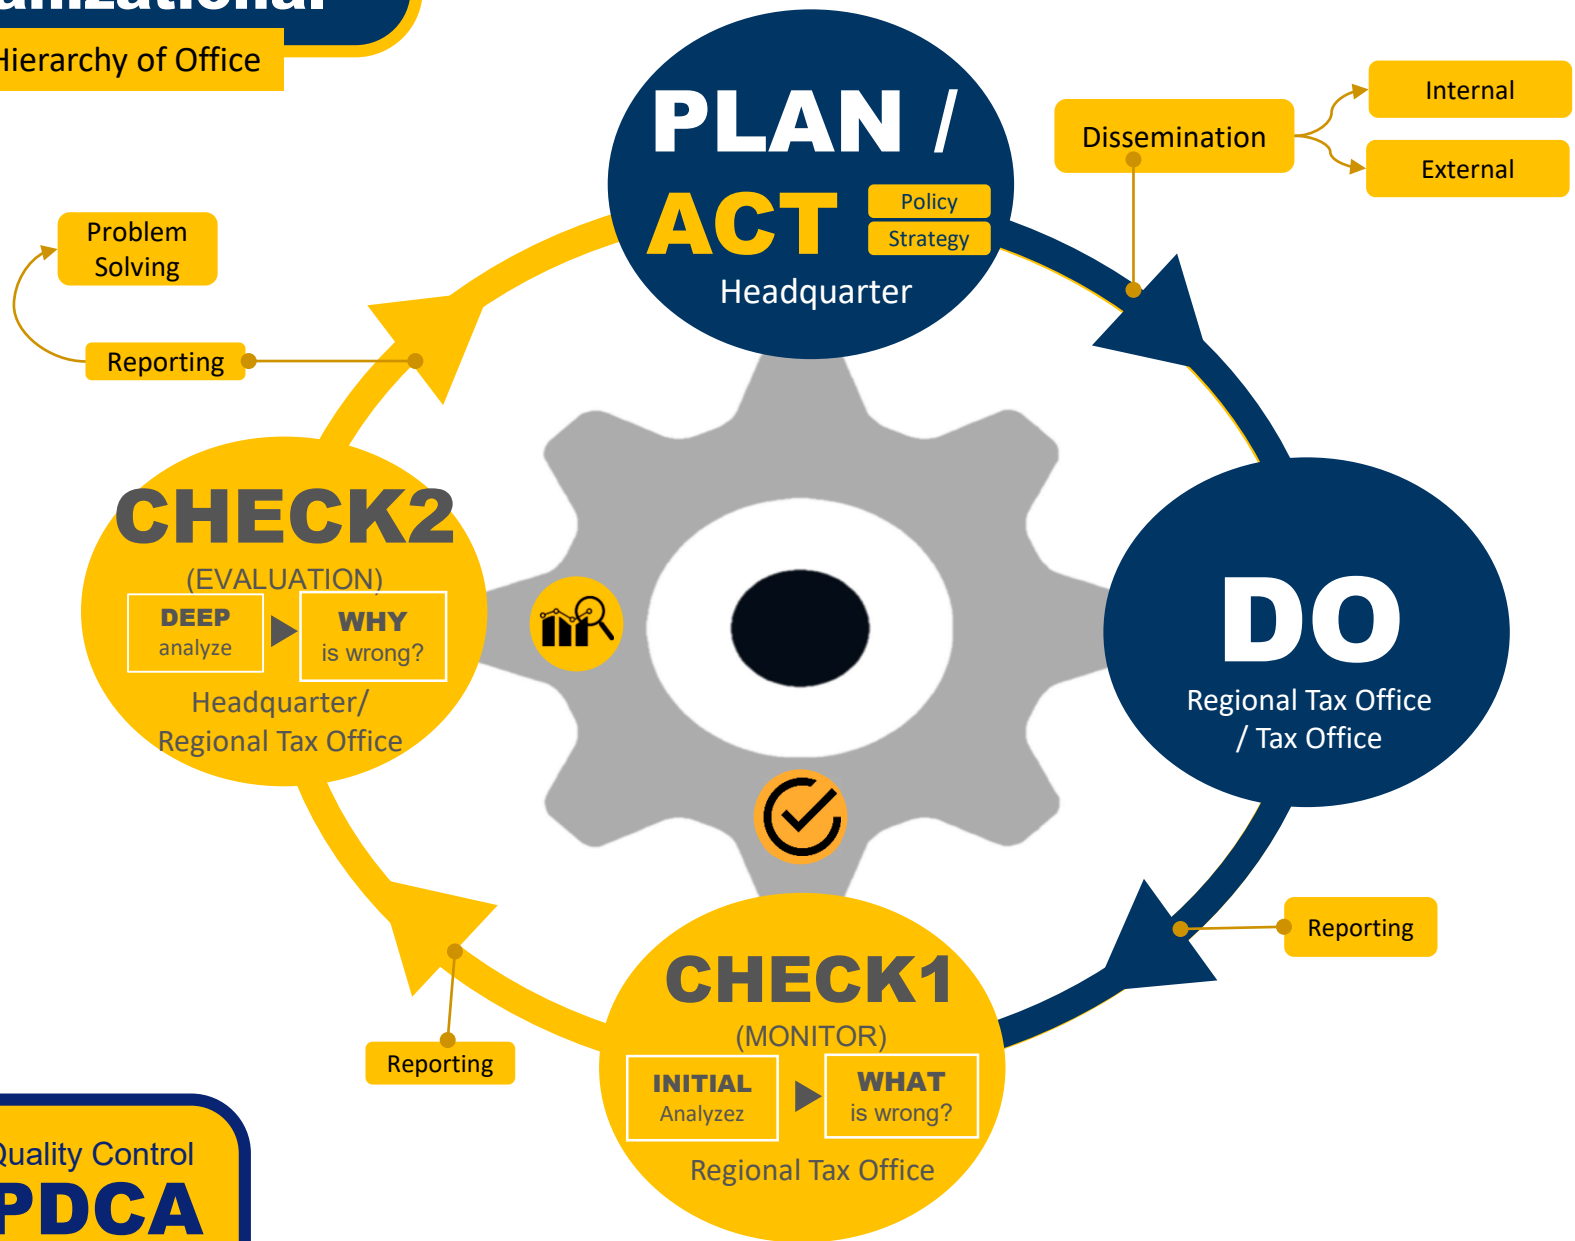 Hierarchy of Office
PLAN /
ACT
Policy
Strategy
Headquarter
Dissemination
Internal
External
Problem
Solving
Reporting
CHECK2
(EVALUATION)
DEEP
analyze
WHY
is wrong?
Headquarter/
Regional Tax Office
DO
Regional Tax Office
/ Tax Office
Reporting
CHECK1
(MONITOR)
INITIAL
Analyzez
WHAT
is wrong?
Regional Tax Office
Reporting
Quality Control
PDCA